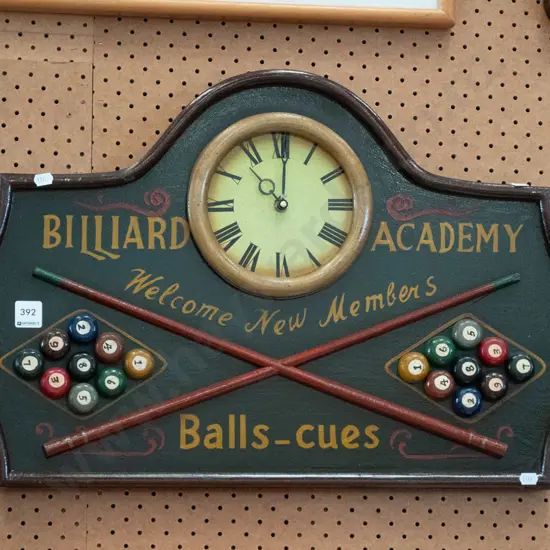 BILLIARD ACADEMY
Welcome New Members
392
Balls-cues